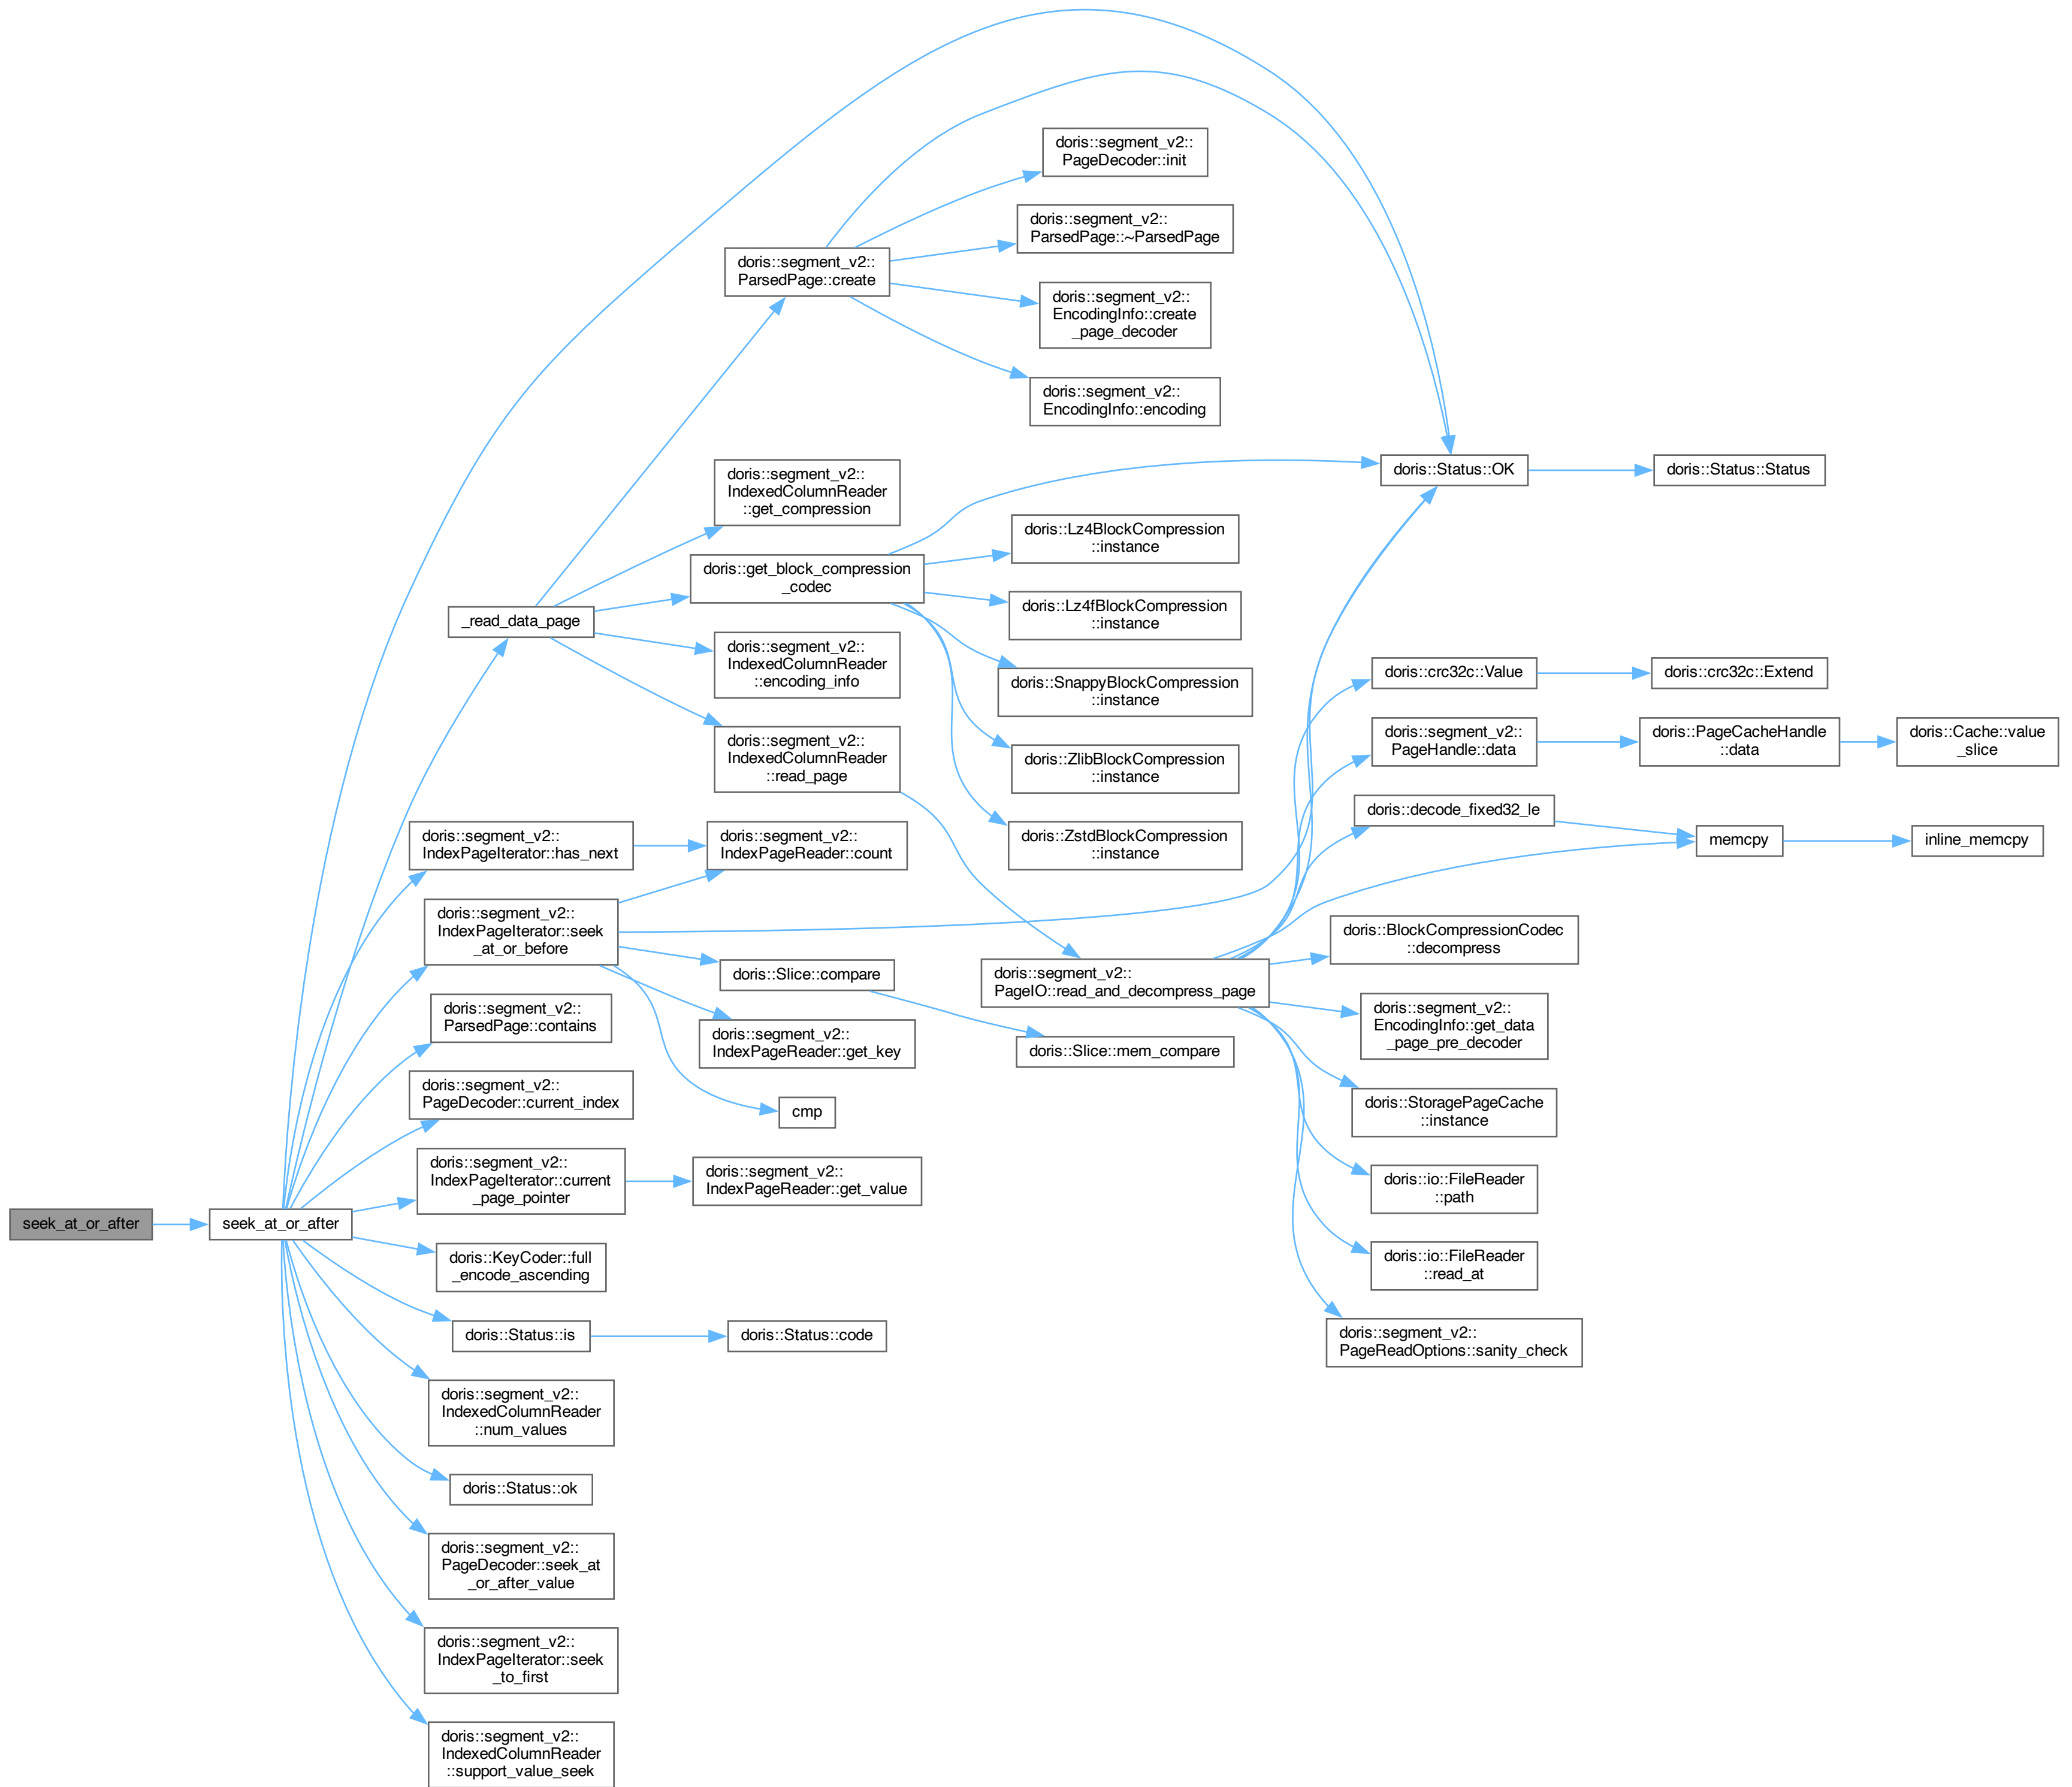 seek_at_or_after
seek_at_or_after
_read_data_page
doris::segment_v2::
IndexPageIterator::has_next
doris::segment_v2::
IndexPageIterator::seek
_at_or_before
doris::segment_v2::
ParsedPage::contains
doris::segment_v2::
PageDecoder::current_index
doris::segment_v2::
IndexPageIterator::current
_page_pointer
doris::KeyCoder::full
_encode_ascending
doris::Status::is
doris::segment_v2::
IndexedColumnReader
::num_values
doris::Status::ok
doris::segment_v2::
PageDecoder::seek_at
_or_after_value
doris::segment_v2::
IndexPageIterator::seek
_to_first
doris::segment_v2::
IndexedColumnReader
::support_value_seek
doris::segment_v2::
ParsedPage::create
doris::segment_v2::
IndexedColumnReader
::get_compression
doris::get_block_compression
_codec
doris::segment_v2::
IndexedColumnReader
::encoding_info
doris::segment_v2::
IndexedColumnReader
::read_page
doris::segment_v2::
IndexPageReader::count
doris::Slice::compare
doris::segment_v2::
IndexPageReader::get_key
cmp
doris::segment_v2::
IndexPageReader::get_value
doris::Status::code
doris::segment_v2::
PageDecoder::init
doris::segment_v2::
ParsedPage::~ParsedPage
doris::segment_v2::
EncodingInfo::create
_page_decoder
doris::segment_v2::
EncodingInfo::encoding
doris::Lz4BlockCompression
::instance
doris::Lz4fBlockCompression
::instance
doris::SnappyBlockCompression
::instance
doris::ZlibBlockCompression
::instance
doris::ZstdBlockCompression
::instance
doris::segment_v2::
PageIO::read_and_decompress_page
doris::Slice::mem_compare
doris::Status::OK
doris::crc32c::Value
doris::segment_v2::
PageHandle::data
doris::decode_fixed32_le
doris::BlockCompressionCodec
::decompress
doris::segment_v2::
EncodingInfo::get_data
_page_pre_decoder
doris::StoragePageCache
::instance
doris::io::FileReader
::path
doris::io::FileReader
::read_at
doris::segment_v2::
PageReadOptions::sanity_check
doris::Status::Status
doris::crc32c::Extend
doris::PageCacheHandle
::data
memcpy
doris::Cache::value
_slice
inline_memcpy